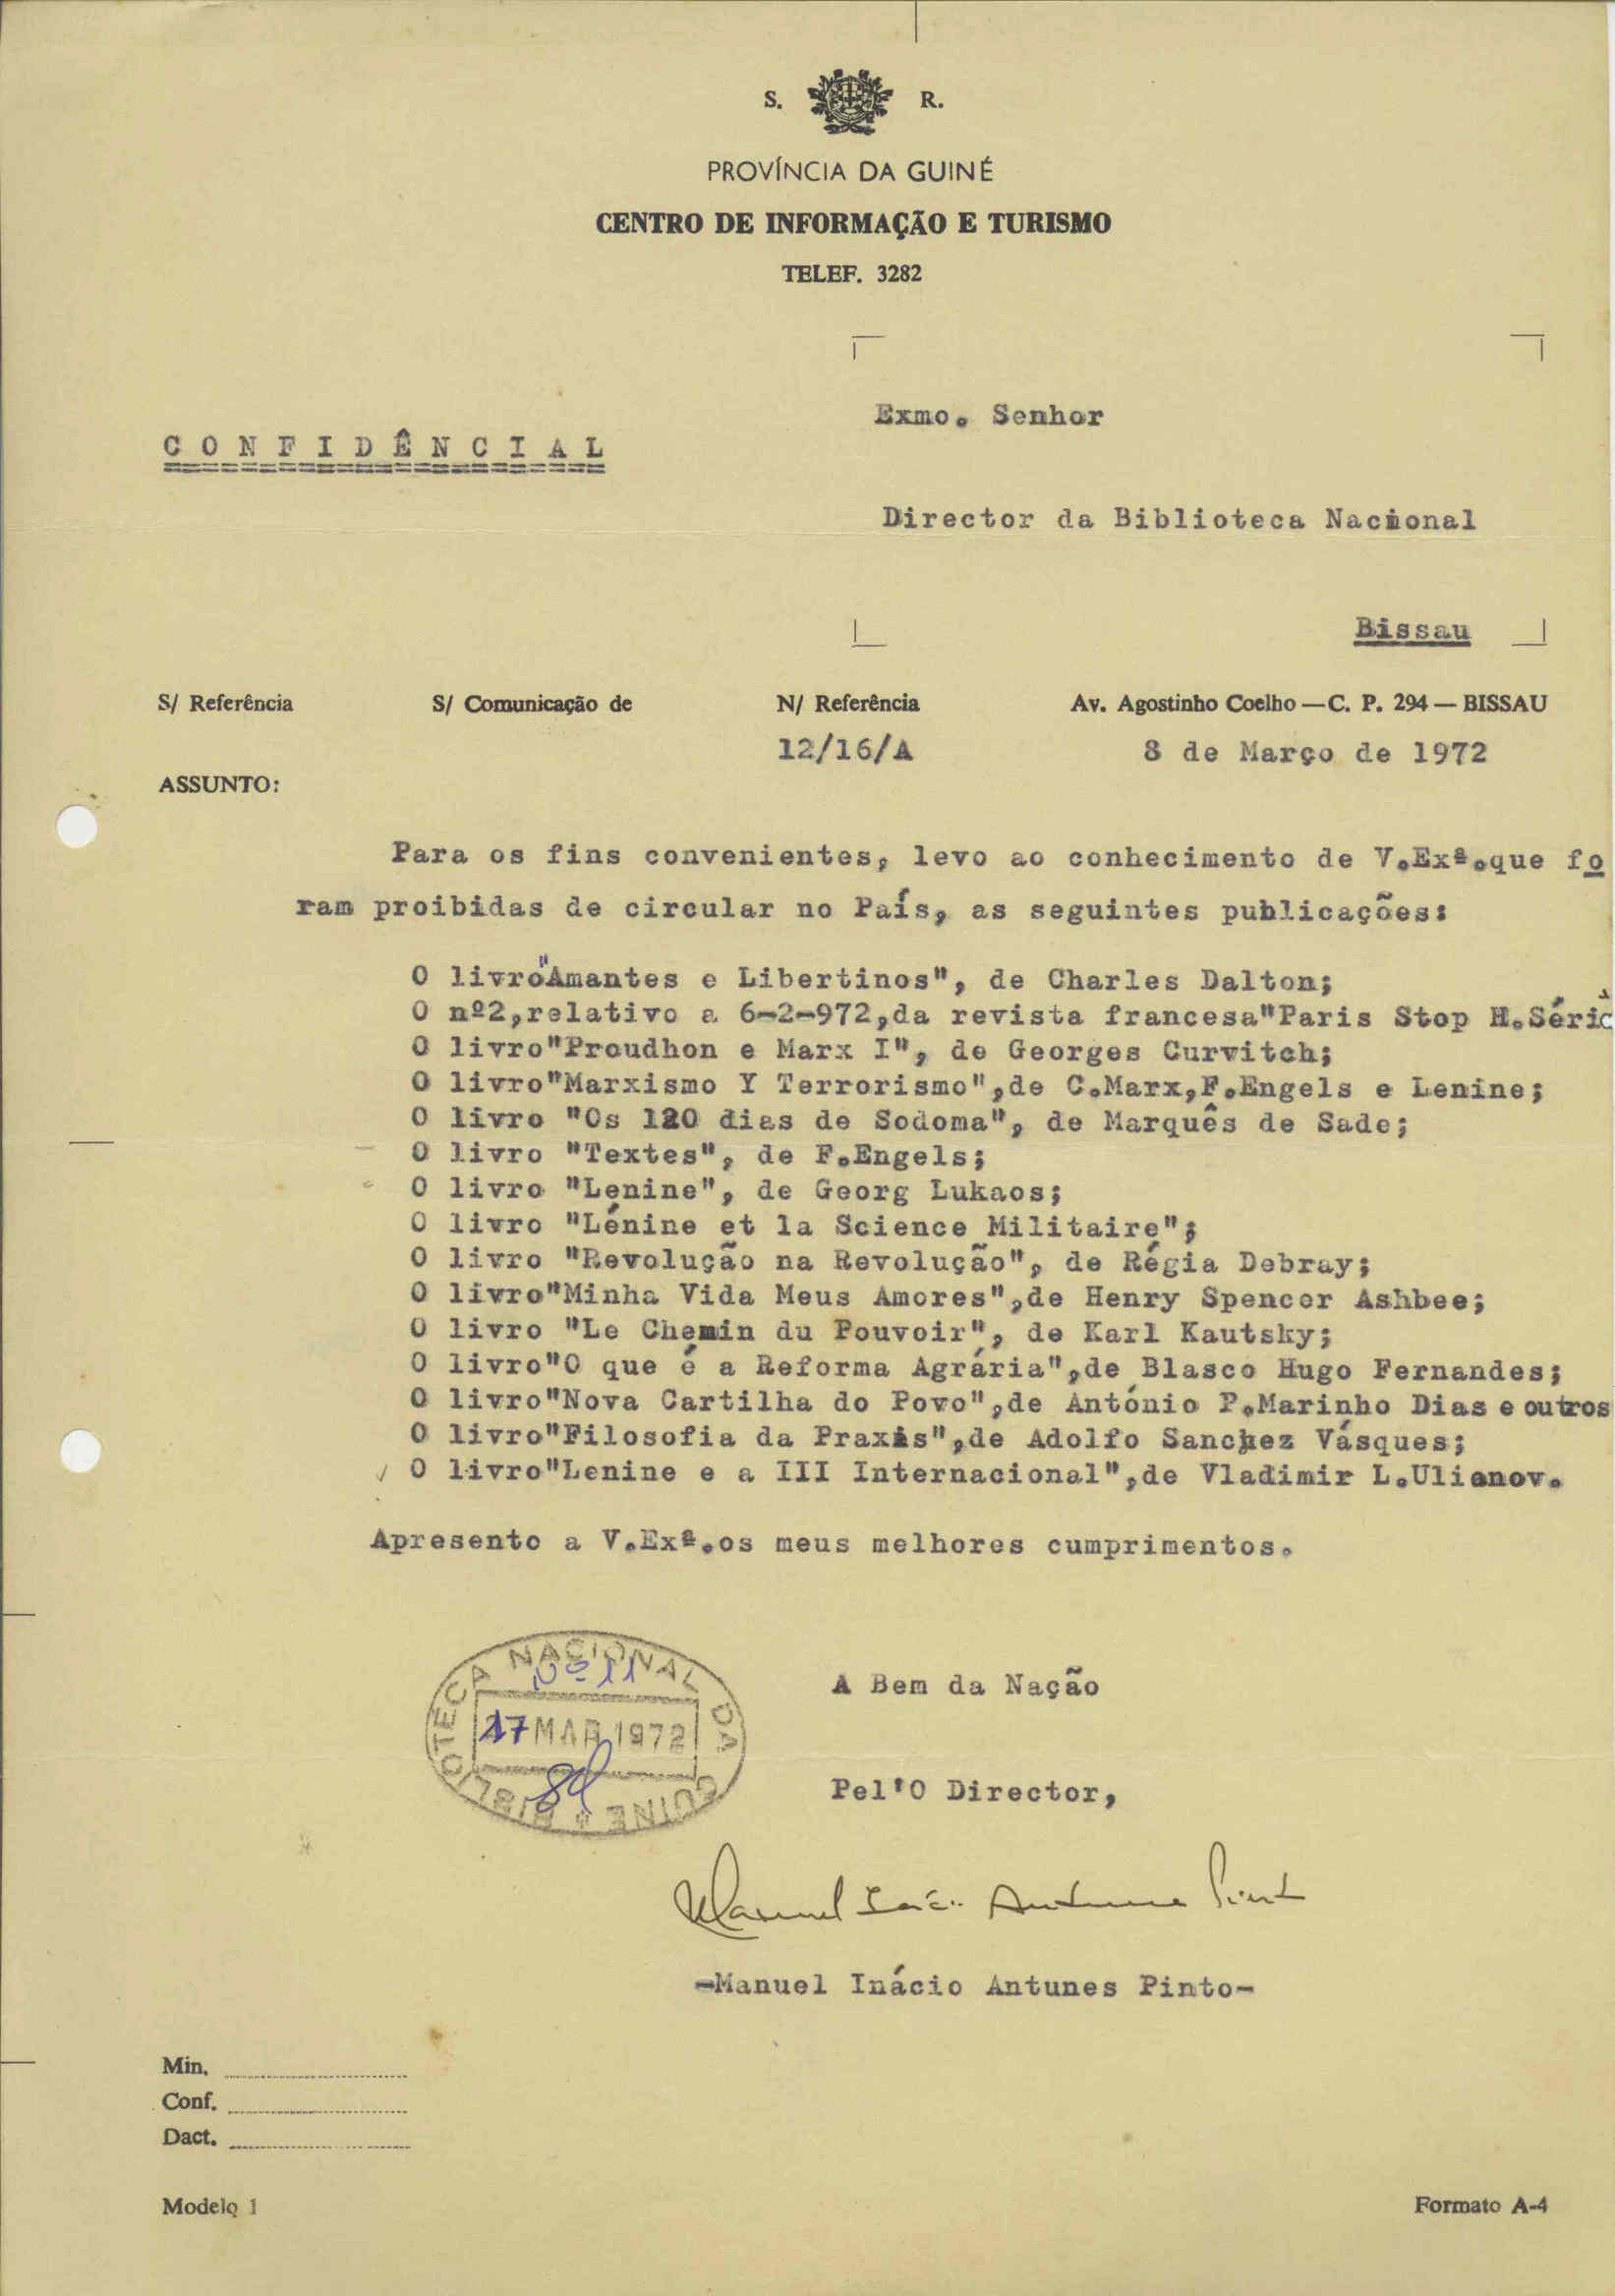 S. R.
PROVÍNCIA DA GUINÉ
CENTRO DE INFORMAÇÃO E TURISMO
TELEF. 3282
Exmo. Senhor
CONFIDÊNCIAL
Director da Biblioteca Nacional
Bissau
S/ Referência S/ Comunicação de N/ Referência Av. Agostinho Coelho — C. P. 294 — BISSAU
12/16/A 8 de Março de 1972
ASSUNTO:
Para os fins convenientes, levo ao conhecimento de V.Exª.que fo
ram proibidas de circular no País, as seguintes publicações:
O livro"Amantes e Libertinos", de Charles Dalton;
O nº2,relativo a 6-2-972,da revista francesa"Paris Stop H.Série
O livro"Proudhon e Marx I", de Georges Curvitch;
O livro"Marxismo Y Terrorismo",de C.Marx,F.Engels e Lenine;
O livro "Os 120 dias de Sodoma", de Marquês de Sade;
O livro "Textes", de F.Engels;
O livro "Lenine", de Georg Lukaos;
O livro "Lénine et la Science Militaire";
O livro "Revolução na Revolução", de Régia Debray;
O livro"Minha Vida Meus Amores",de Henry Spencer Ashbee;
O livro "Le Chemin du Pouvoir", de Karl Kautsky;
O livro"O que é a Reforma Agrária",de Blasco Hugo Fernandes;
O livro"Nova Cartilha do Povo",de António P.Marinho Dias e outros
O livro"Filosofia da Praxis",de Adolfo Sanchez Vásques;
O livro"Lenine e a III Internacional",de Vladimir L.Ulianov.
Apresento a V.Exª.os meus melhores cumprimentos.
BIBLIOTECA NACIONAL DA GUINE *
Nº 11
17 MAR 1972
A Bem da Nação
Pel'O Director,
Manuel Inácio Antunes Pinto
-Manuel Inácio Antunes Pinto-
Min.
Conf.
Dact.
Modelo 1 Formato A-4